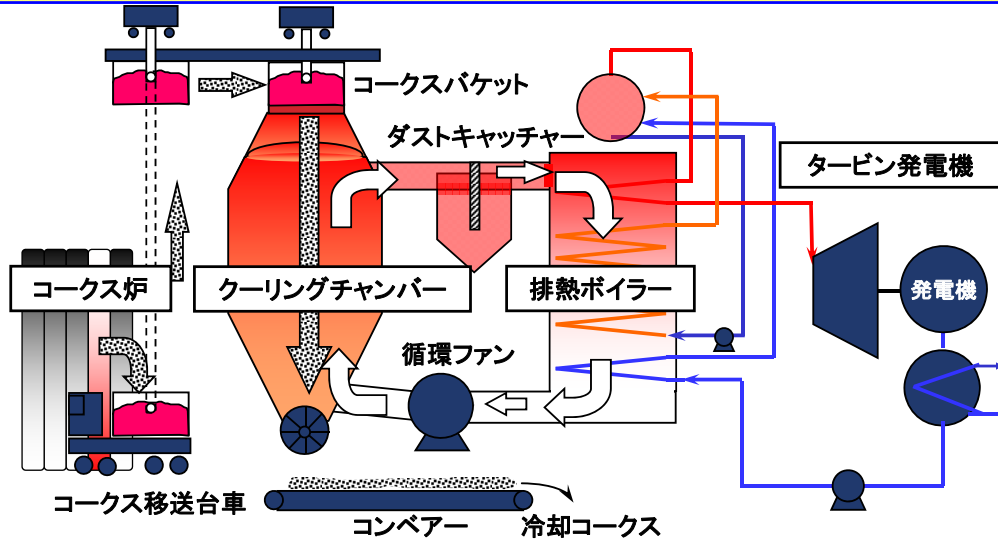 コークスバケット
ダストキャッチャー
タービン発電機
コークス炉
クーリングチャンバー
排熱ボイラー
発電機
循環ファン
コークス移送台車
コンベアー
冷却コークス